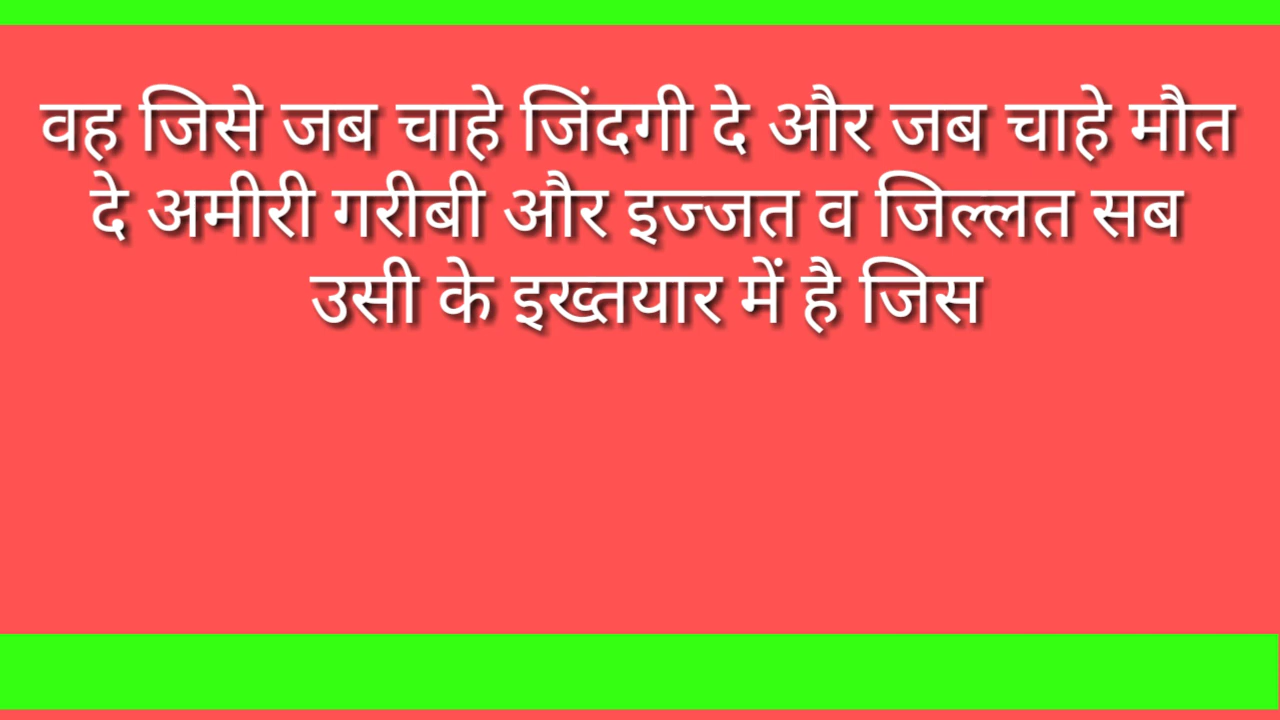 वह जिसे जब चाहे जिंदगी दे और जब चाहे मौत
दे अमीरी गरीबी और इज्जत व जिल्लत सब
उसी के इख्तयार में है जिस